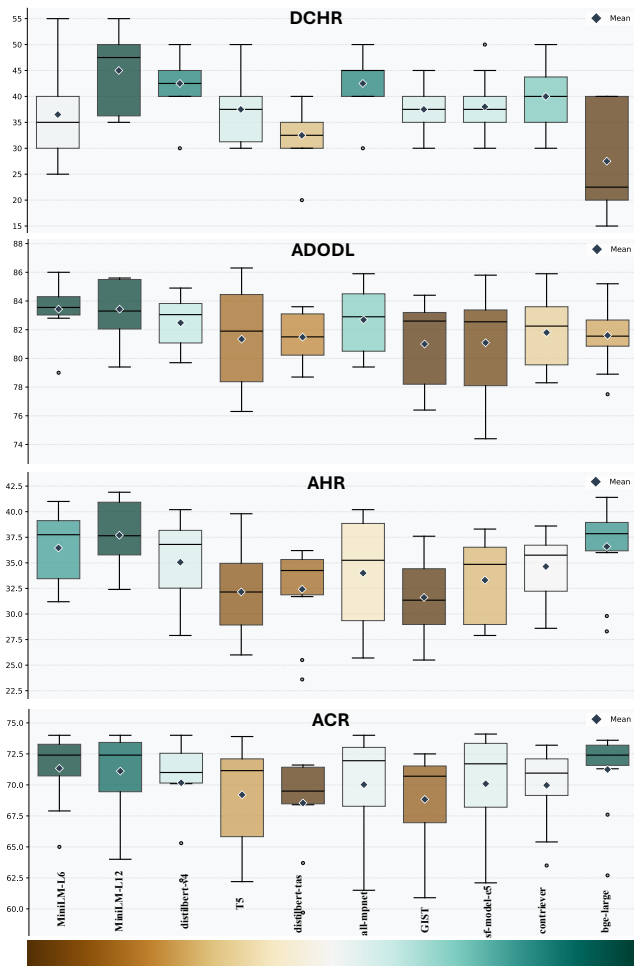 DCHR
Mean
55
50
45
40
35
30
25
20
15
ADODL
Mean
88
86
84
82
80
78
76
74
AHR
Mean
42.5
40.0
37.5
35.0
32.5
30.0
27.5
25.0
22.5
ACR
Mean
75.0
72.5
70.0
67.5
65.0
62.5
60.0
MiniLM-L6
MiniLM-L12
distilbert-v4
T5
distilbert-tas
all-mpnet
GIST
sf-model-e5
contriever
bge-large